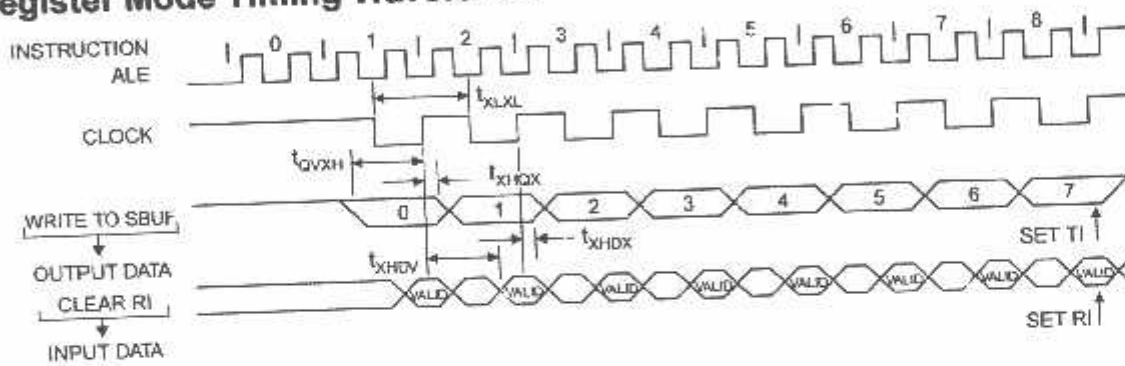 egister Mode Timing
INSTRUCTION
0 1 2 3 4 5 6 7 8
ALE
tXLXL
CLOCK
tQVXH
tXHQX
WRITE TO SBUF
0 1 2 3 4 5 6 7
tXHDX
SET TI
tXHDV
OUTPUT DATA
VALID VALID VALID VALID VALID VALID VALID VALID
CLEAR RI
SET RI
INPUT DATA